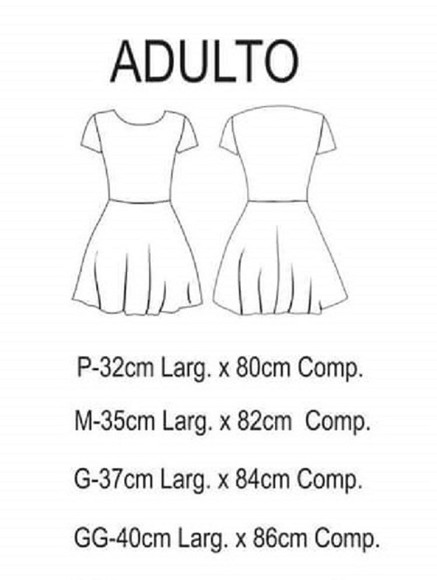 ADULTO
P-32cm Larg. x 80cm Comp.
M-35cm Larg. x 82cm Comp.
G-37cm Larg. x 84cm Comp.
GG-40cm Larg. x 86cm Comp.